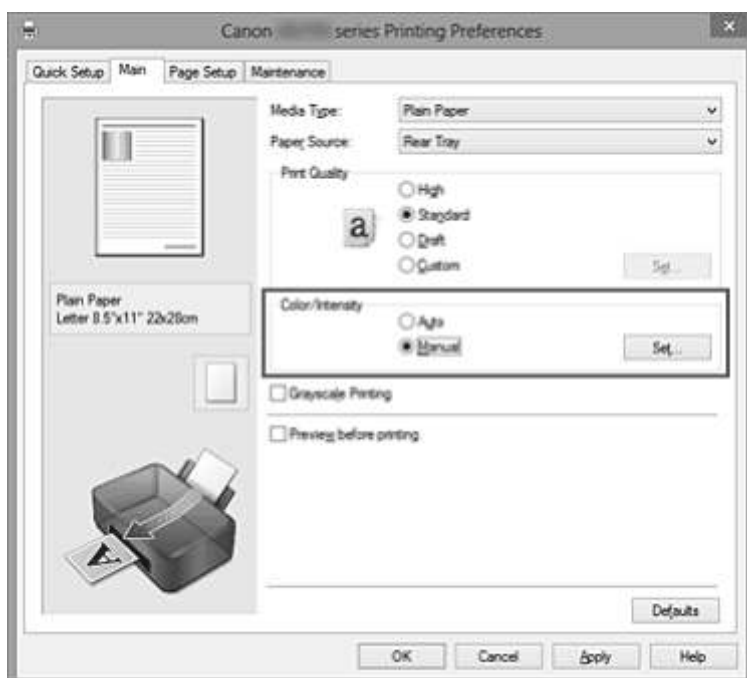 Canon series Printing Preferences
Quick Setup Main Page Setup Maintenance
Media Type: Plain Paper
Paper Source: Rear Tray
Print Quality
High
a Standard
Draft
Custom Set...
Plain Paper
Letter 8.5"x11" 22x28cm
Color/Intensity
Auto
Manual Set...
Grayscale Printing
Preview before printing
A
Defaults
OK Cancel Apply Help